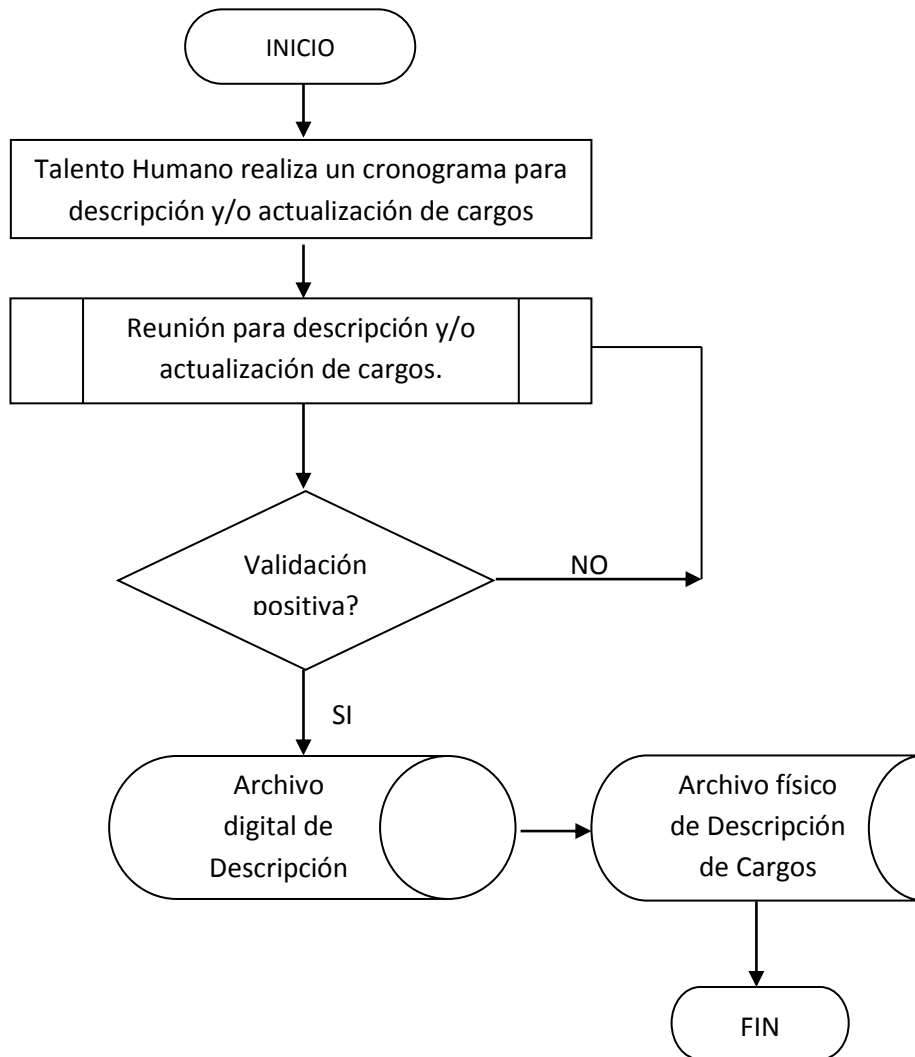 INICIO
Talento Humano realiza un cronograma para
descripción y/o actualización de cargos
Reunión para descripción y/o
actualización de cargos.
Validación
positiva?
NO
SI
Archivo
digital de
Descripción
Archivo físico
de Descripción
de Cargos
FIN